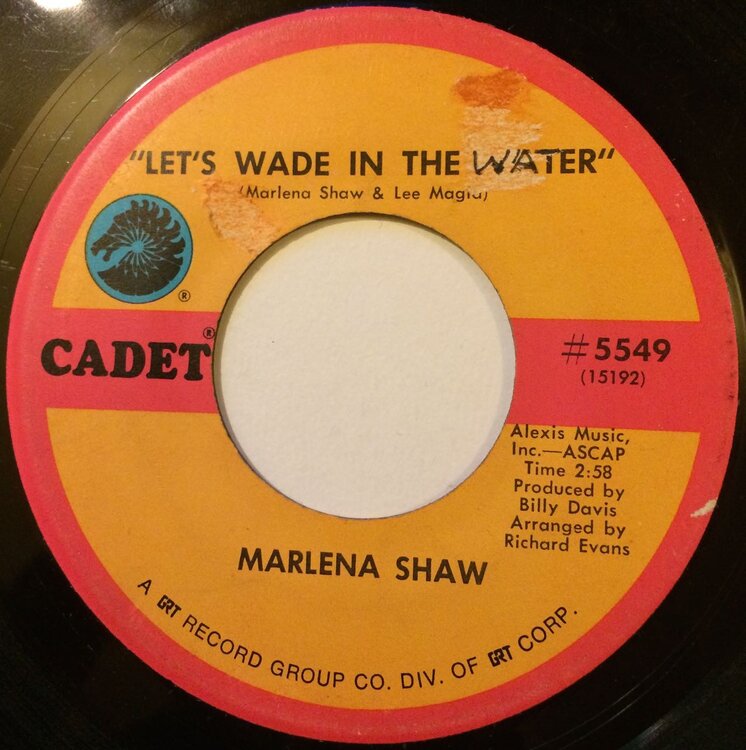 "LET'S WADE IN THE WATER"
(Marlena Shaw & Lee Magid)
®
®
CADET
#5549
(15192)
Alexis Music,
Inc.—ASCAP
Time 2:58
Produced by
Billy Davis
Arranged by
Richard Evans
MARLENA SHAW
A GRT RECORD GROUP CO. DIV. OF GRT CORP.